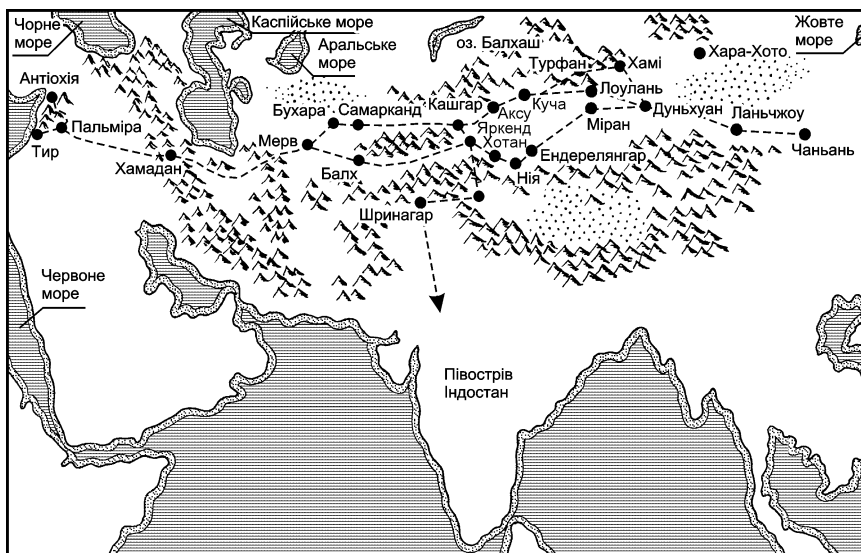 Чорне
море
Каспійське море
Аральське
море
оз. Балхаш
Жовте
море
Хара-Хото
Турфан
Хамі
Антіохія
Лоулань
Кашгар
Куча
Аксу
Бухара
Самарканд
Дуньхуан
Ланьчжоу
Пальміра
Яркенд
Міран
Тир
Мерв
Хотан
Чаньань
Хамадан
Балх
Ендерелянгар
Нія
Шринагар
Червоне
море
Півострів
Індостан